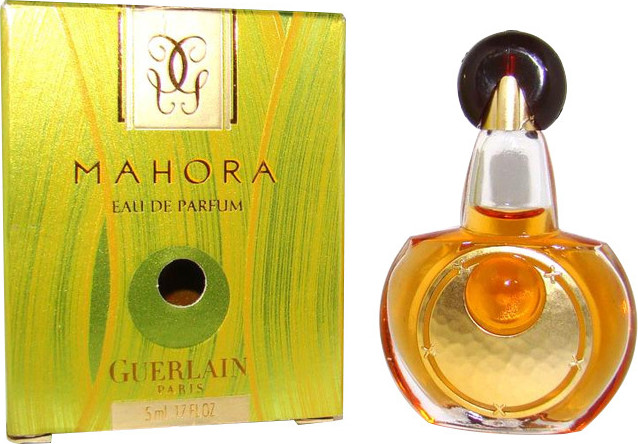 MAHORA
EAU DE PARFUM
GUERLAIN
PARIS
5 ml .17 FL OZ